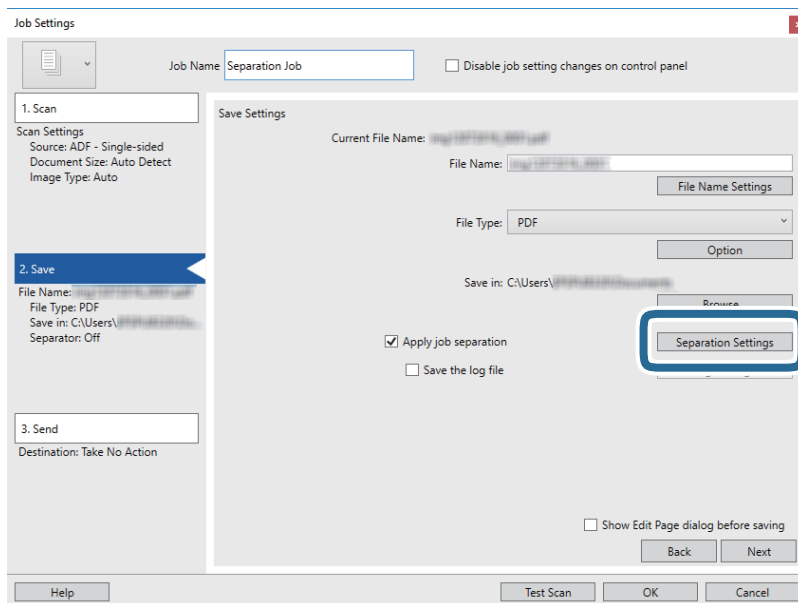 Job Settings
Job Name Separation Job
Disable job setting changes on control panel
1. Scan
Scan Settings
Source: ADF - Single-sided
Document Size: Auto Detect
Image Type: Auto
2. Save
File Name:
File Type: PDF
Save in: C:\Users\
Separator: Off
3. Send
Destination: Take No Action
Save Settings
Current File Name:
File Name:
File Name Settings
File Type: PDF
Option
Save in: C:\Users\
Browse
Apply job separation
Separation Settings
Save the log file
Show Edit Page dialog before saving
Back Next
Help Test Scan OK Cancel